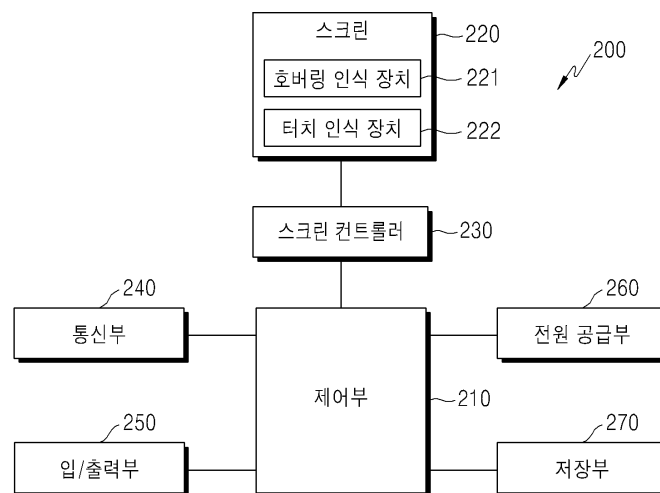 스크린
220
200
호버링 인식 장치
221
터치 인식 장치
222
스크린 컨트롤러
230
240
260
통신부
전원 공급부
제어부
210
250
270
입/출력부
저장부